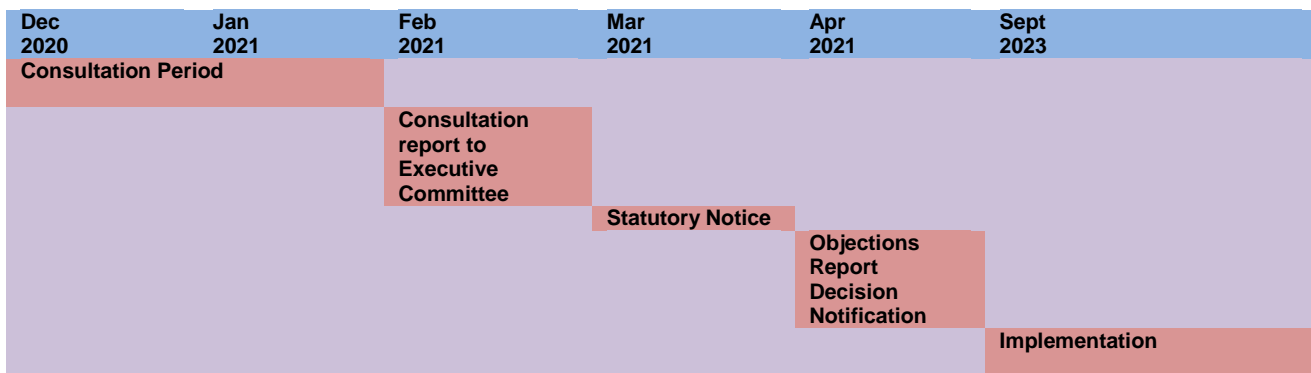 Dec Jan Feb Mar Apr Sept
2020 2021 2021 2021 2021 2023
Consultation Period
Consultation
report to
Executive
Committee
Statutory Notice
Objections
Report
Decision
Notification
Implementation